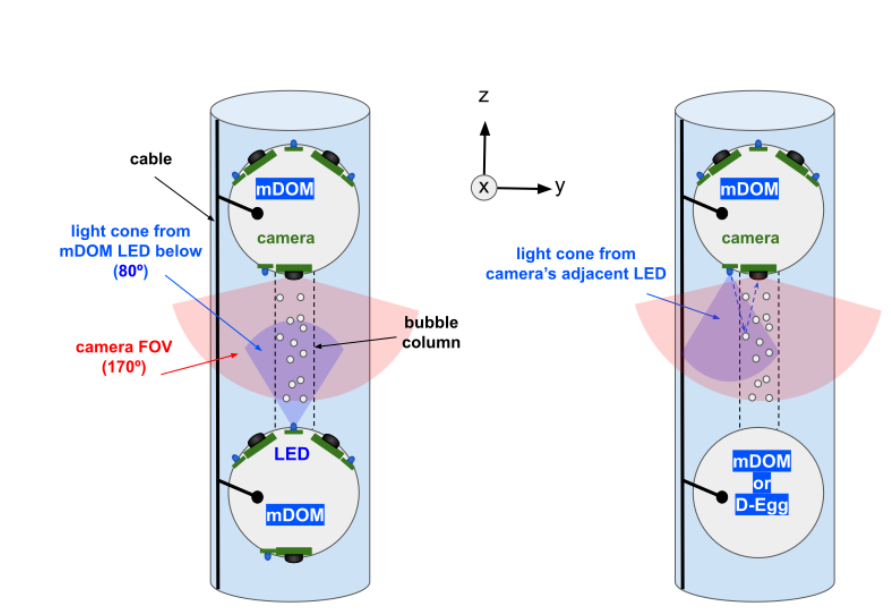 z
cable
mDOM
mDOM
x
y
light cone from
mDOM LED below
(80º)
camera
camera
light cone from
camera's adjacent LED
bubble
column
camera FOV
(170º)
LED
mDOM
mDOM
or
D-Egg